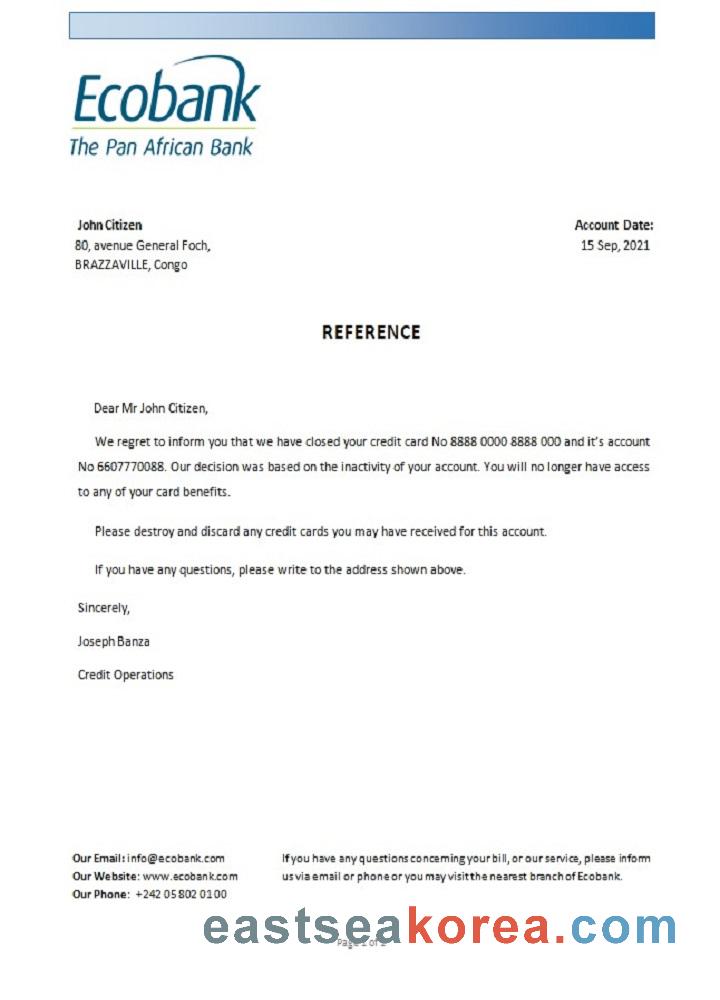 Ecobank
The Pan African Bank
John Citizen
80, avenue General Foch,
BRAZZAVILLE, Congo
Account Date:
15 Sep, 2021
REFERENCE
Dear Mr John Citizen,
We regret to inform you that we have closed your credit card No 8888 0000 8888 000 and it's account
No 6607770088. Our decision was based on the inactivity of your account. You will no longer have access
to any of your card benefits.
Please destroy and discard any credit cards you may have received for this account.
If you have any questions, please write to the address shown above.
Sincerely,
Joseph Banza
Credit Operations
Our Email: info@ecobank.com
Our Website: www.ecobank.com
Our Phone: +242 05 802 01 00
If you have any questions concerning your bill, or our service, please inform
us via email or phone or you may visit the nearest branch of Ecobank.
eastseakorea.com
Page of